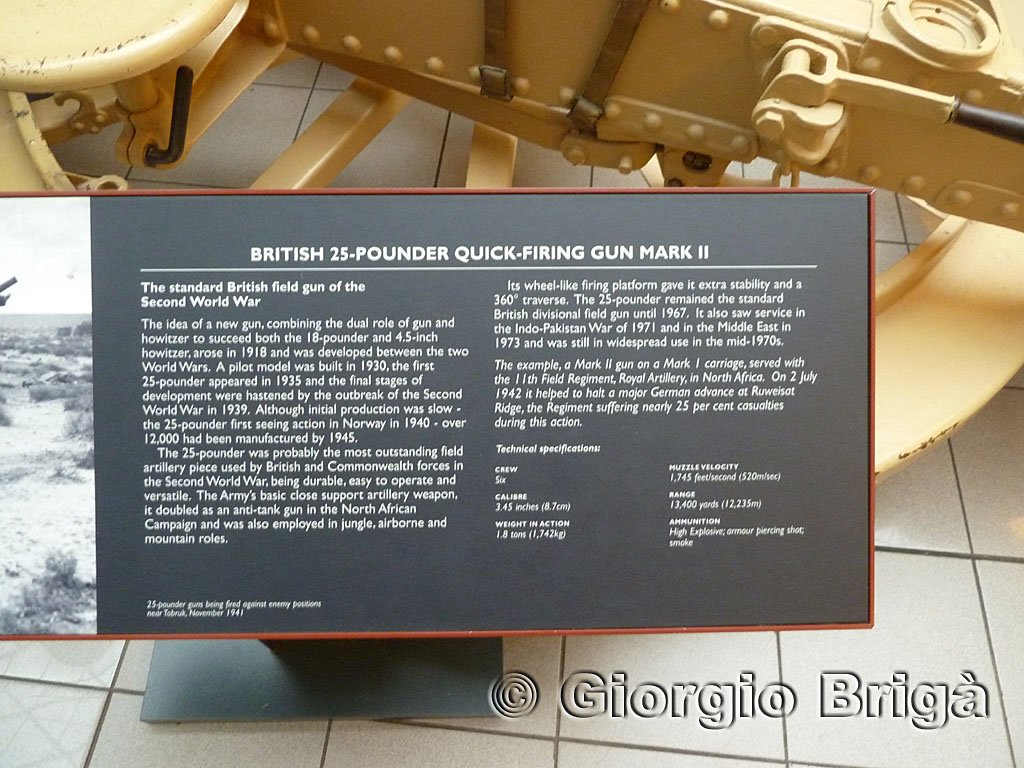 BRITISH 25-POUNDER QUICK-FIRING GUN MARK II
The standard British field gun of the
Second World War
The idea of a new gun, combining the dual role of gun and
howitzer to succeed both the 18-pounder and 4.5-inch
howitzer, arose in 1918 and was developed between the two
World Wars. A pilot model was built in 1930, the first
25-pounder appeared in 1935 and the final stages of
development were hastened by the outbreak of the Second
World War in 1939. Although initial production was slow -
the 25-pounder first seeing action in Norway in 1940 - over
12,000 had been manufactured by 1945.
The 25-pounder was probably the most outstanding field
artillery piece used by British and Commonwealth forces in
the Second World War, being durable, easy to operate and
versatile. The Army's basic close support artillery weapon,
it doubled as an anti-tank gun in the North African
Campaign and was also employed in jungle, airborne and
mountain roles.
25-pounder guns being fired against enemy positions
near Tobruk, November 1941
Its wheel-like firing platform gave it extra stability and a
360° traverse. The 25-pounder remained the standard
British divisional field gun until 1967. It also saw service in
the Indo-Pakistan War of 1971 and in the Middle East in
1973 and was still in widespread use in the mid-1970s.
The example, a Mark II gun on a Mark 1 carriage, served with
the 11th Field Regiment, Royal Artillery, in North Africa. On 2 July
1942 it helped to halt a major German advance at Ruweisat
Ridge, the Regiment suffering nearly 25 per cent casualties
during this action.
Technical specifications:
CREW
Six
CALIBRE
3.45 inches (8.7cm)
WEIGHT IN ACTION
1.8 tons (1,742kg)
MUZZLE VELOCITY
1,745 feet/second (520m/sec)
RANGE
13,400 yards (12,235m)
AMMUNITION
High Explosive; armour piercing shot;
smoke
© Giorgio Brigà